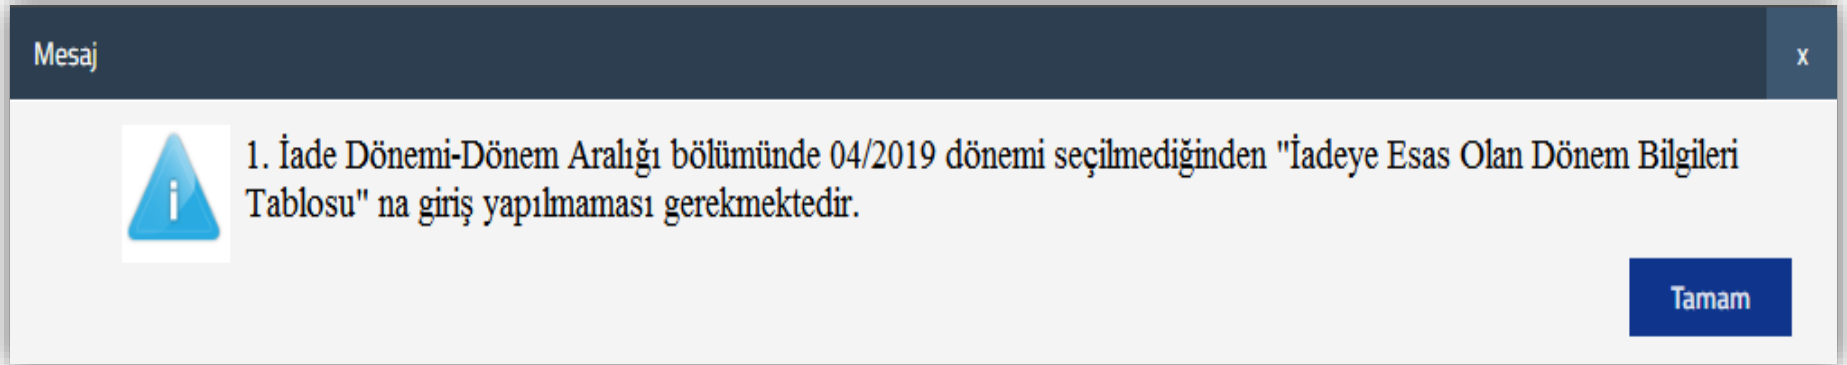 Mesaj
x
1. İade Dönemi-Dönem Aralığı bölümünde 04/2019 dönemi seçilmediğinden "İadeye Esas Olan Dönem Bilgileri
Tablosu" na giriş yapılmaması gerekmektedir.
Tamam